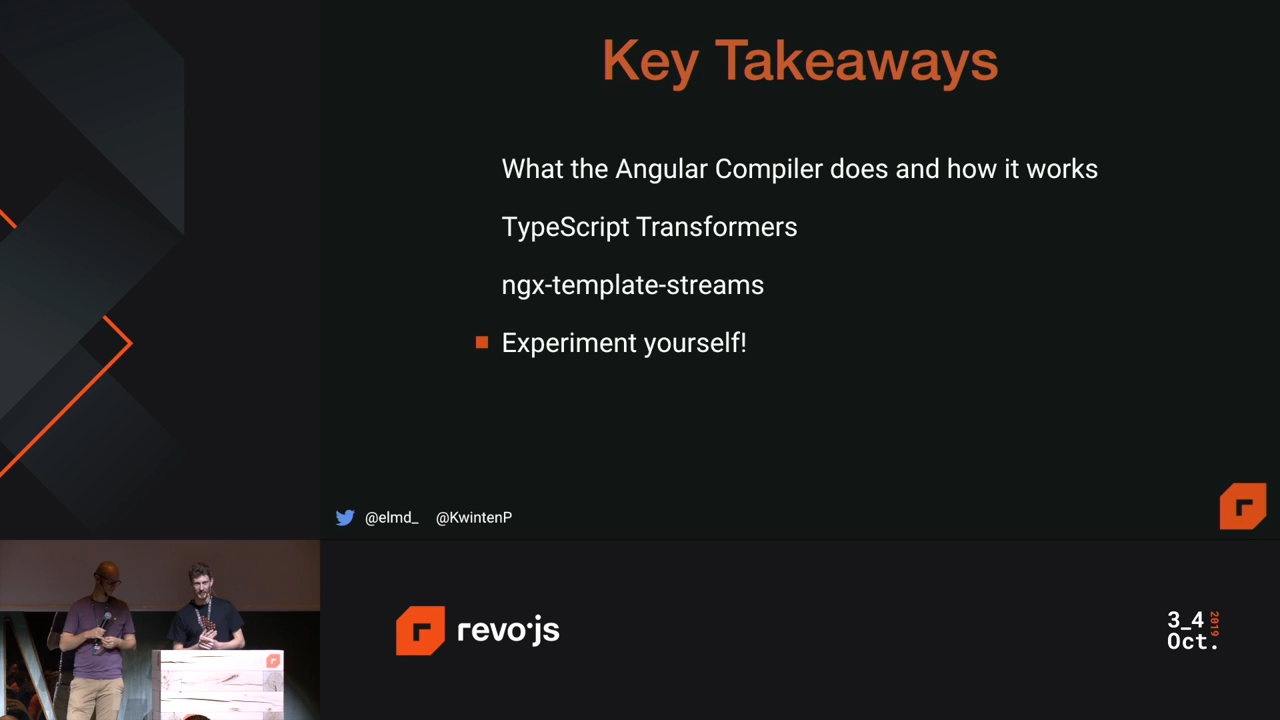 Key Takeaways
What the Angular Compiler does and how it works
TypeScript Transformers
ngx-template-streams
Experiment yourself!
@elmd_ @KwintenP
revo·js
3_4 2019
Oct.